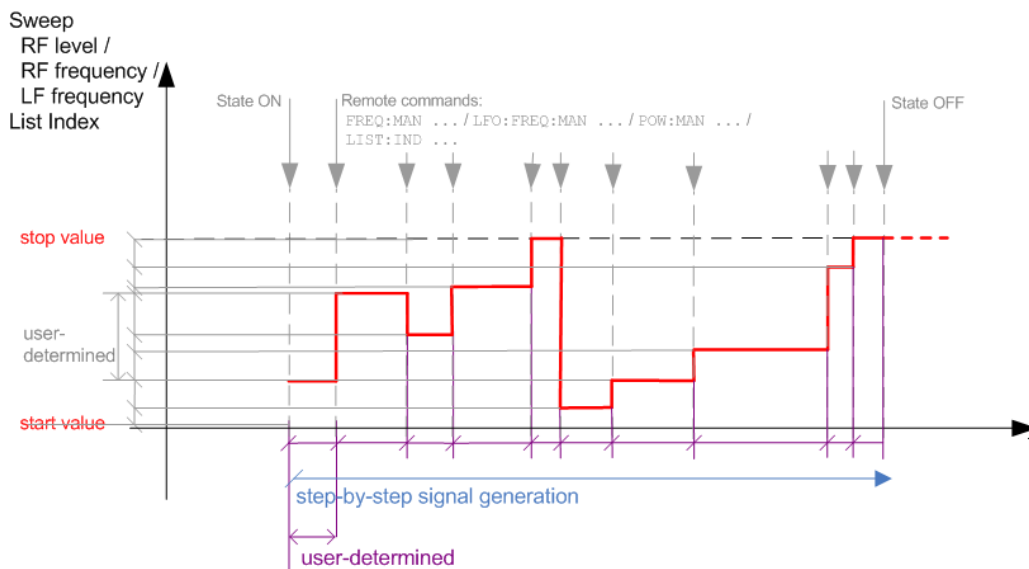 Sweep
RF level /
RF frequency /
LF frequency
List Index
State ON
Remote commands:
FREQ:MAN ... / LFO:FREQ:MAN ... / POW:MAN ... /
LIST:IND ...
State OFF
stop value
user-
determined
start value
step-by-step signal generation
user-determined